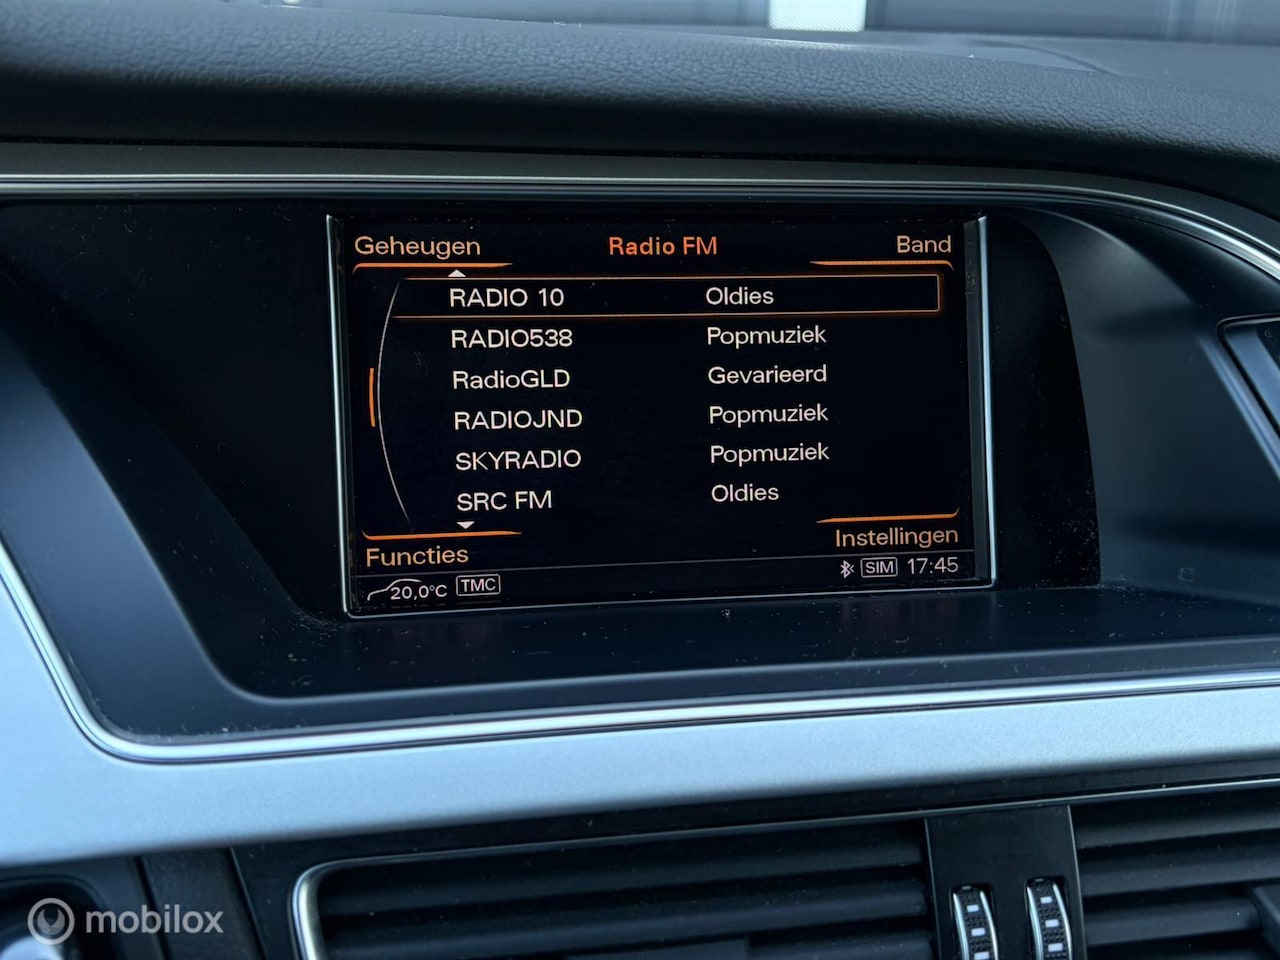 Geheugen Radio FM Band
RADIO 10 Oldies
RADIO538 Popmuziek
RadioGLD Gevarieerd
RADIOJND Popmuziek
SKYRADIO Popmuziek
SRC FM Oldies
Functies Instellingen
20,0°C TMC SIM 17:45
mobilox